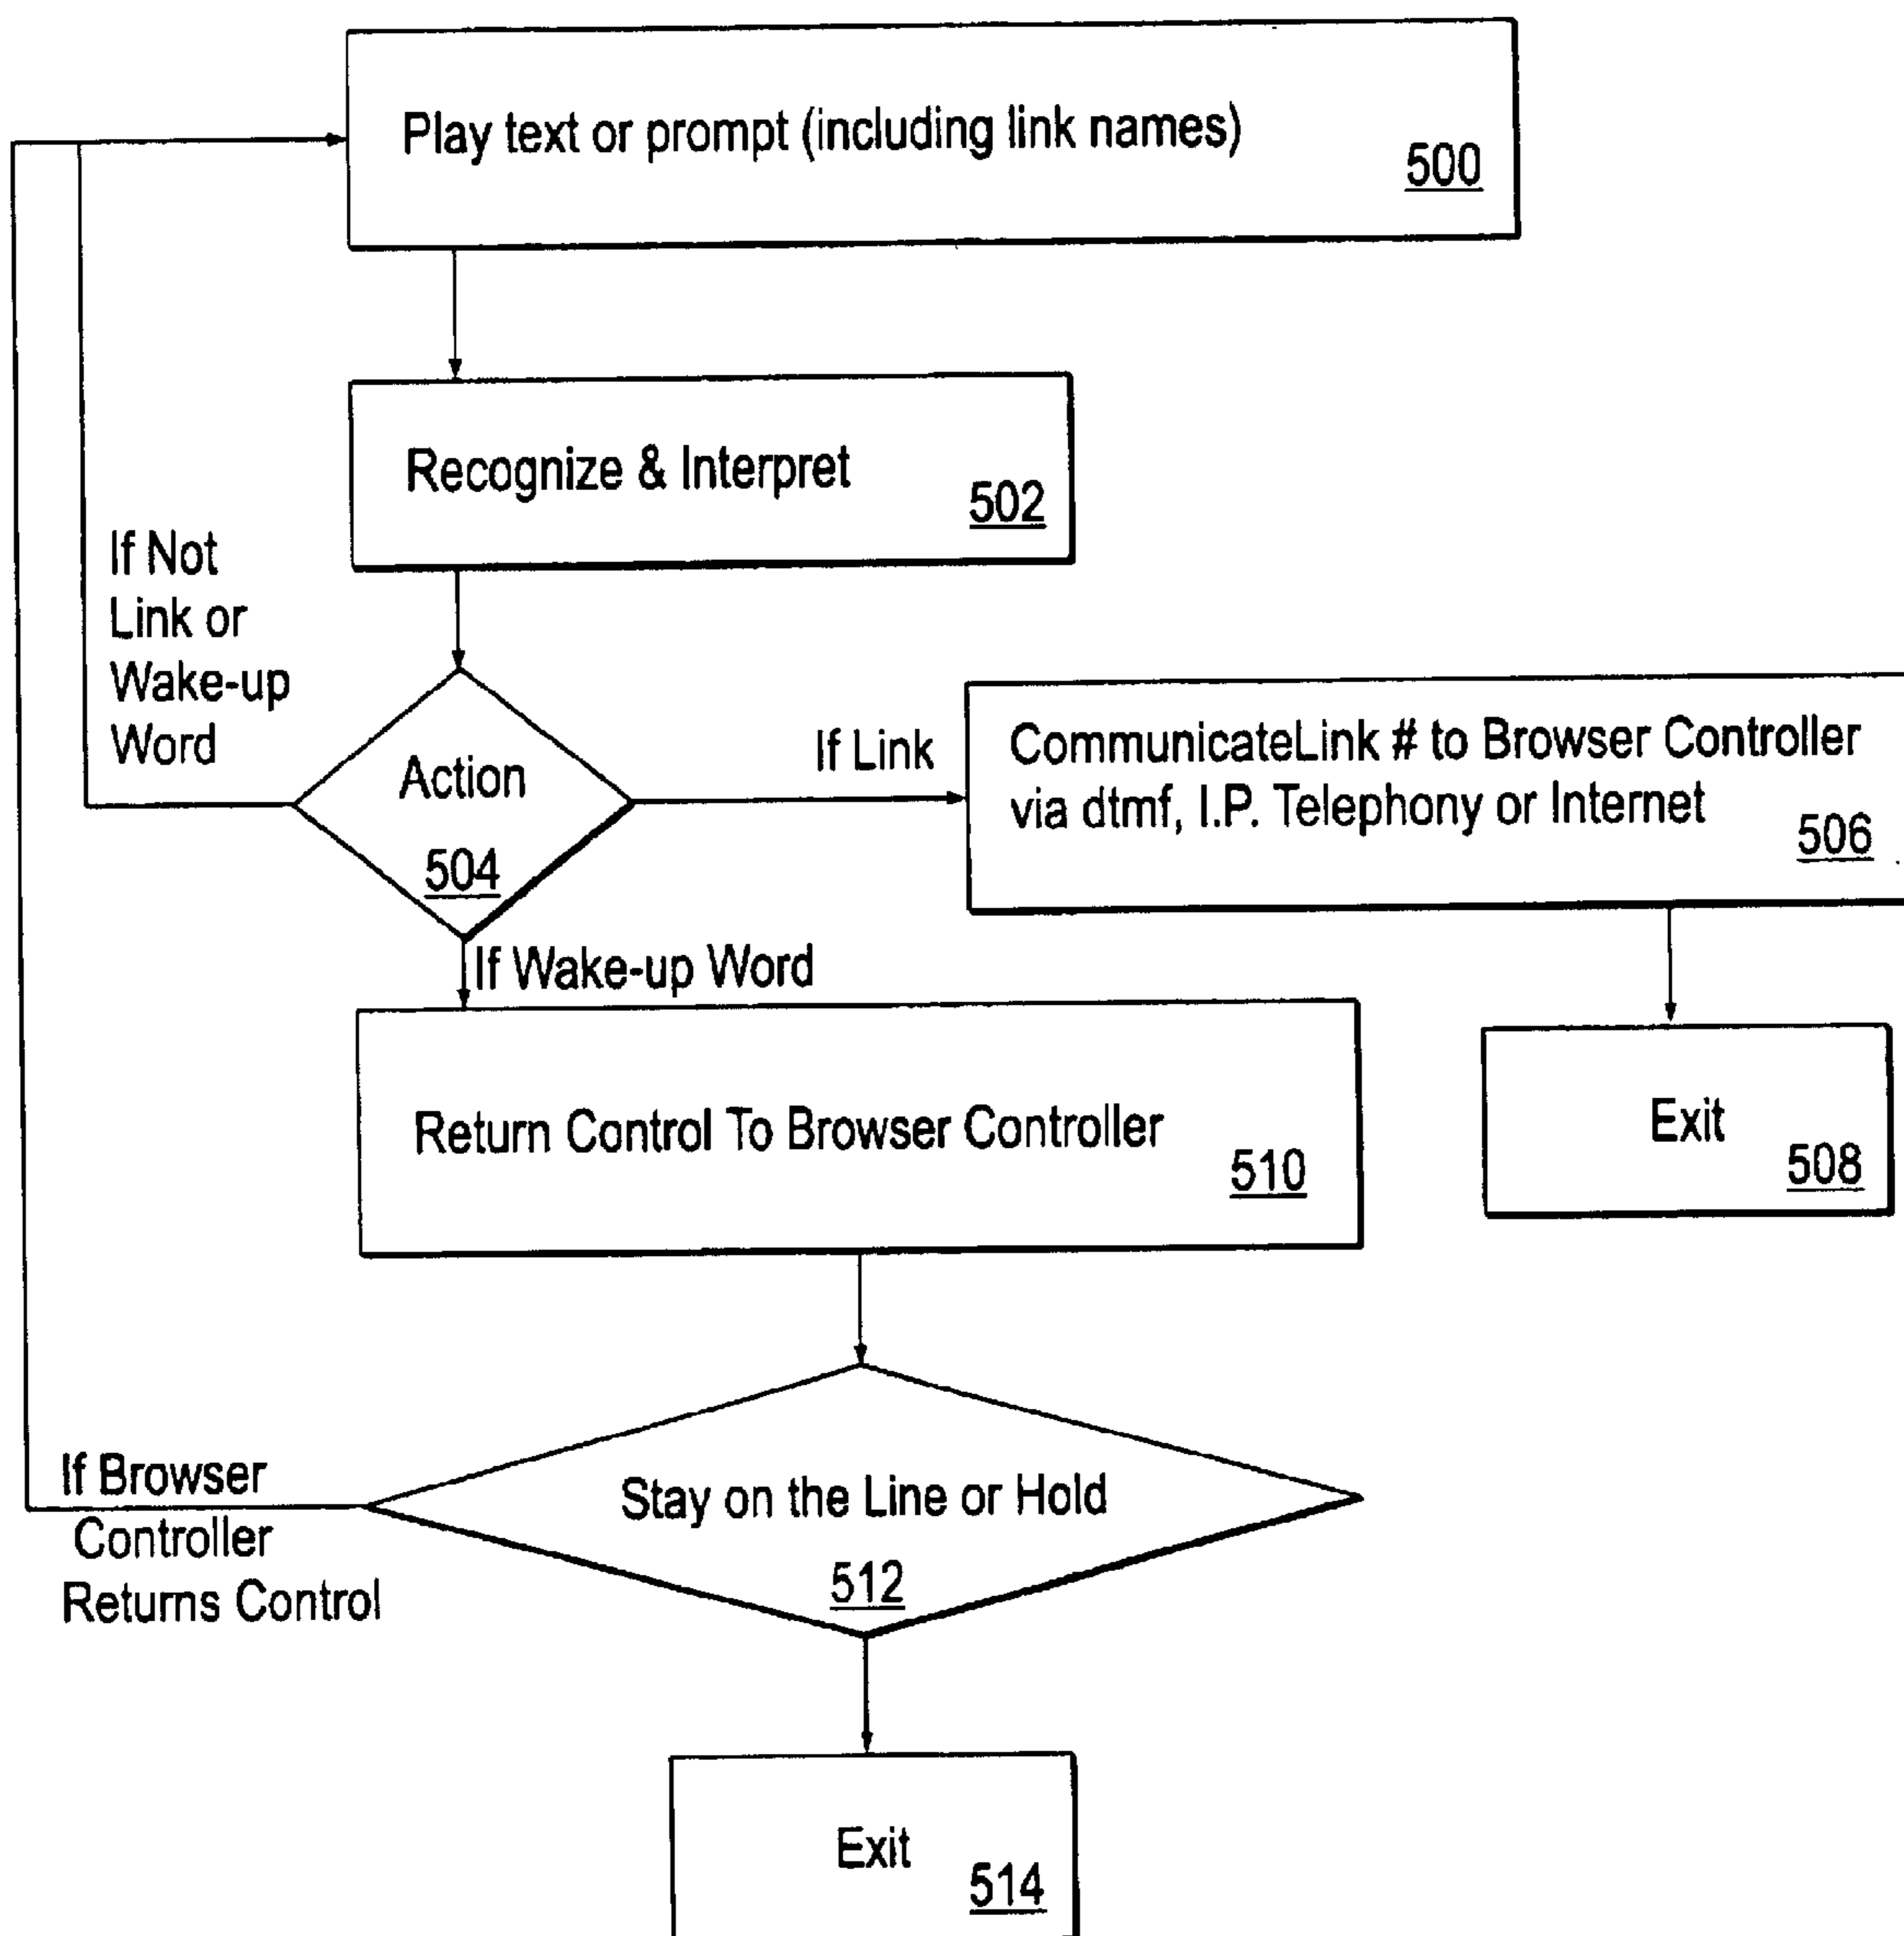 Play text or prompt (including link names)
500
Recognize & Interpret
502
If Not
Link or
Wake-up
Word
Action
504
If Link
CommunicateLink # to Browser Controller
via dtmf, I.P. Telephony or Internet
506
If Wake-up Word
Return Control To Browser Controller
510
Exit
508
If Browser
Controller
Returns Control
Stay on the Line or Hold
512
Exit
514